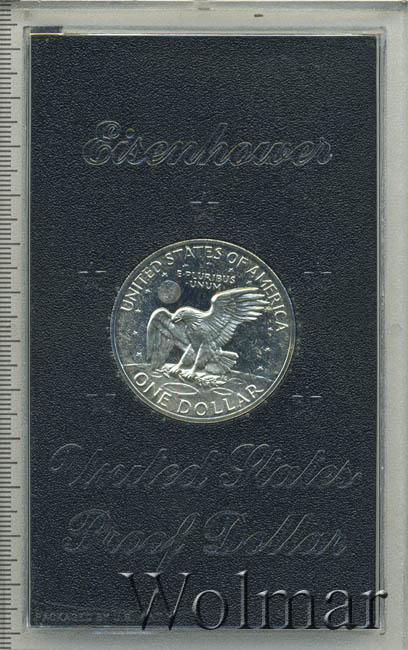 Eisenhower
UNITED STATES OF AMERICA
E·PLURIBUS
UNUM
ONE DOLLAR
United States
Proof Dollar
Wolmar